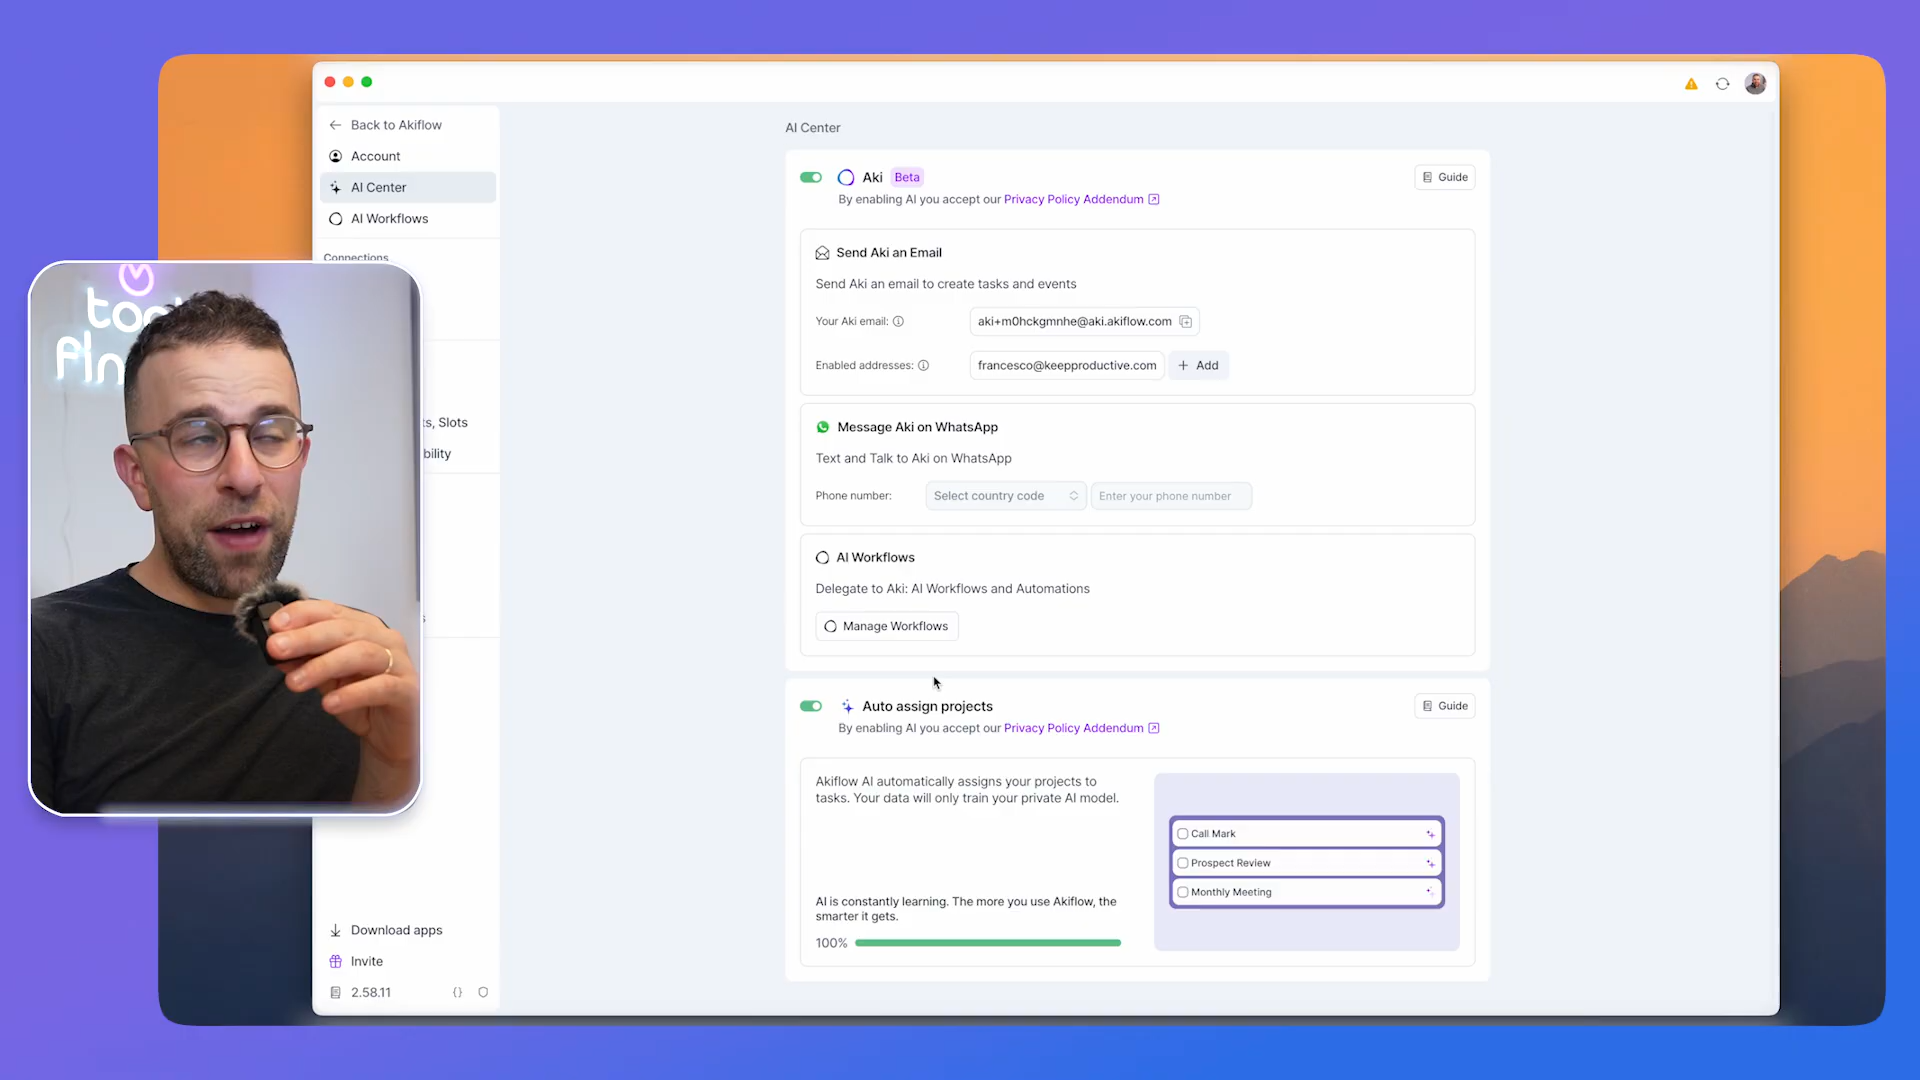 Back to Akiflow
Account
AI Center
AI Workflows
Connections
ts, Slots
bility
Download apps
Invite
2.58.11
AI Center
Aki Beta
Guide
By enabling AI you accept our Privacy Policy Addendum
Send Aki an Email
Send Aki an email to create tasks and events
Your Aki email: aki+m0hckgmnhe@aki.akiflow.com
Enabled addresses: francesco@keepproductive.com + Add
Message Aki on WhatsApp
Text and Talk to Aki on WhatsApp
Phone number: Select country code Enter your phone number
AI Workflows
Delegate to Aki: AI Workflows and Automations
Manage Workflows
Auto assign projects
Guide
By enabling AI you accept our Privacy Policy Addendum
Akiflow AI automatically assigns your projects to
tasks. Your data will only train your private AI model.
AI is constantly learning. The more you use Akiflow, the
smarter it gets.
100%
Call Mark
Prospect Review
Monthly Meeting